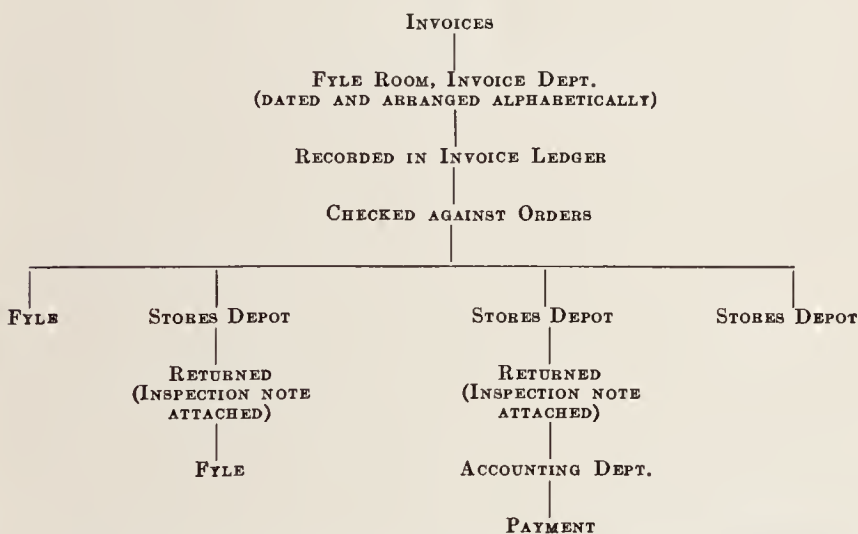 INVOICES
FYLE ROOM, INVOICE DEPT.
(DATED AND ARRANGED ALPHABETICALLY)
RECORDED IN INVOICE LEDGER
CHECKED AGAINST ORDERS
FYLE STORES DEPOT STORES DEPOT STORES DEPOT
RETURNED RETURNED
(INSPECTION NOTE (INSPECTION NOTE
ATTACHED) ATTACHED)
FYLE ACCOUNTING DEPT.
PAYMENT